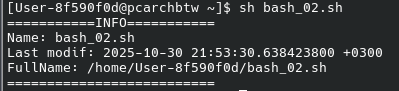 [User-8f590f0d@pcarchbtw ~]$ sh bash_02.sh
===========INFO===========
Name: bash_02.sh
Last modif: 2025-10-30 21:53:30.638423800 +0300
FullName: /home/User-8f590f0d/bash_02.sh
==========================